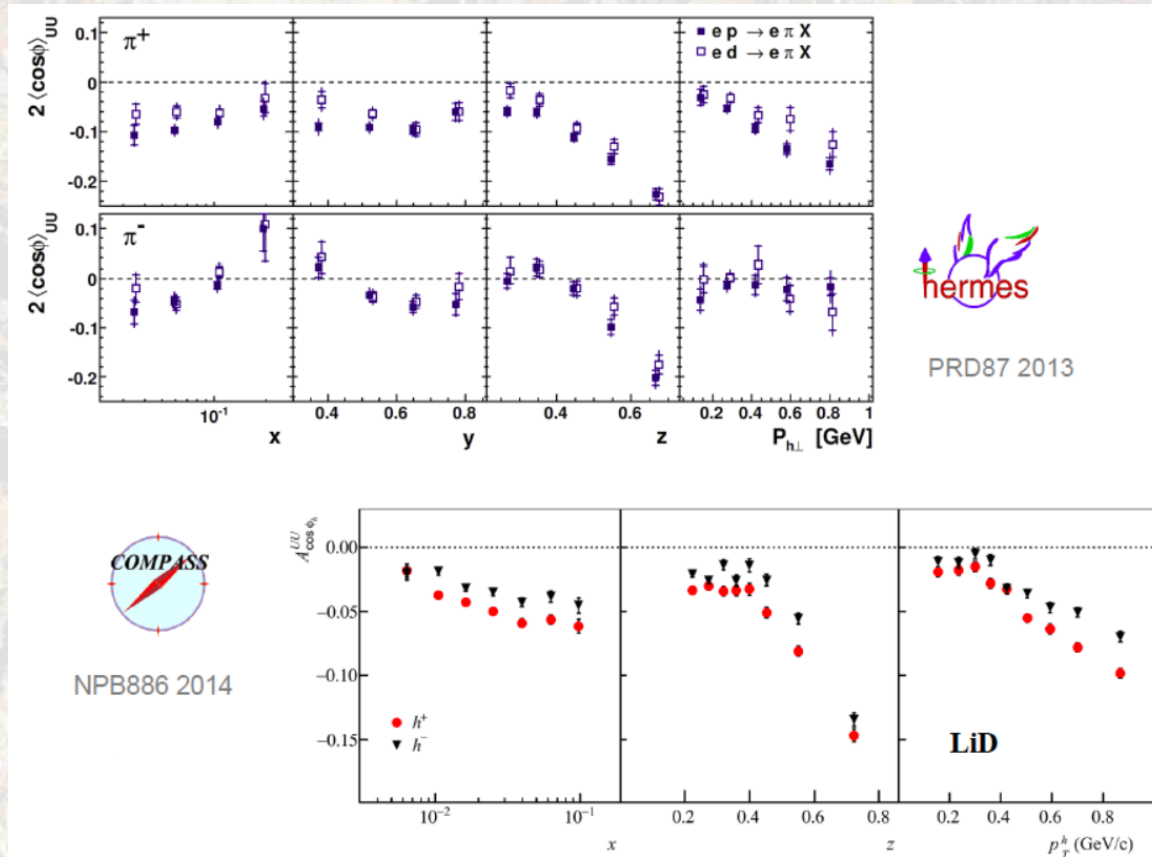 0.1
0
-0.1
-0.2
2 ⟨cosϕ⟩UU
π+
e p → e π X
e d → e π X
0.1
0
-0.1
-0.2
2 ⟨cosϕ⟩UU
π-
10-1
0.4 0.6 0.8
0.4 0.6
0.2 0.4 0.6 0.8 1
x
y
z
Ph⊥ [GeV]
hermes
PRD87 2013
COMPASS
NPB886 2014
AUUcos ϕh
0.00
−0.05
−0.10
−0.15
h+
h−
LiD
10−2 10−1
0.2 0.4 0.6 0.8
0.2 0.4 0.6 0.8
x
z
phT (GeV/c)